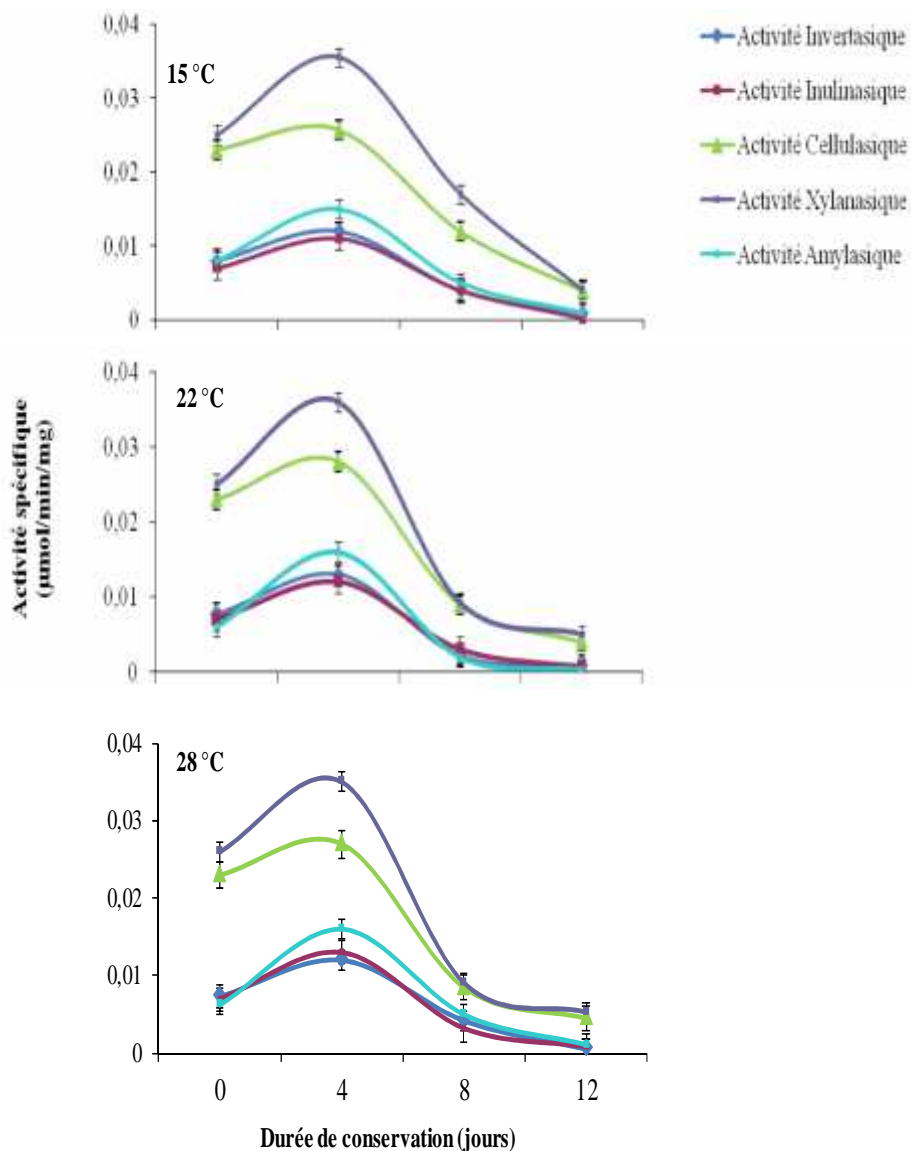 0,04
15 °C
0,03
0,02
0,01
0
Activité Invertasique
Activité Inulinasique
Activité Cellulasique
Activité Xylanasique
Activité Amylasique
Activité spécifique
(µmol/min/mg)
0,04
22 °C
0,03
0,02
0,01
0
0,04
28 °C
0,03
0,02
0,01
0
0 4 8 12
Durée de conservation (jours)